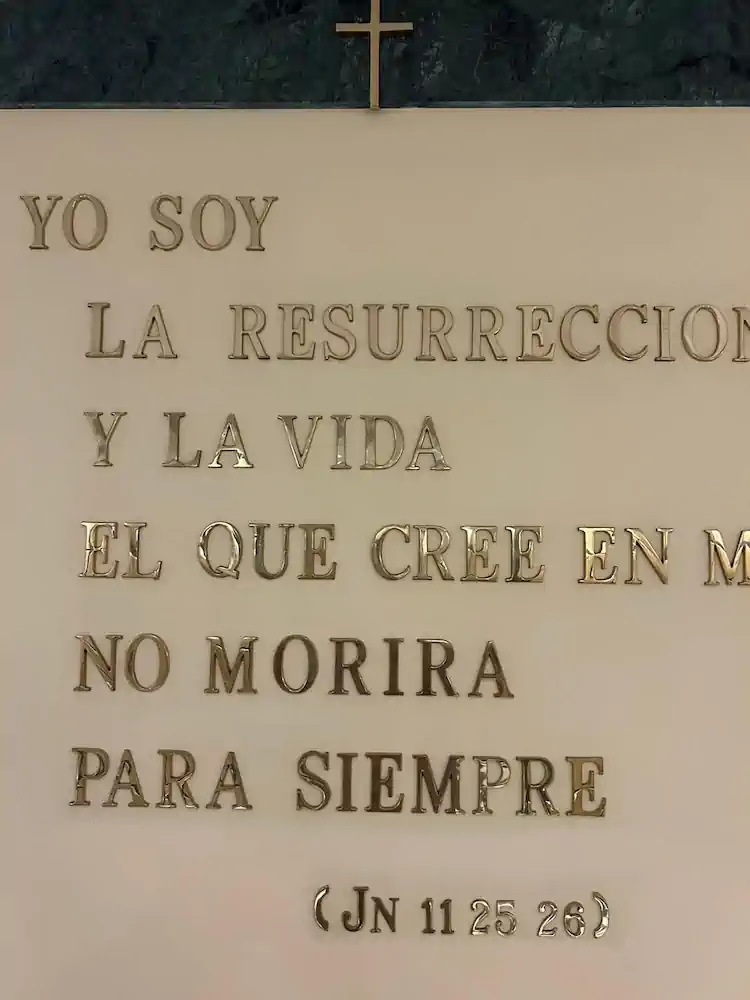 YO SOY
LA RESURRECCION
Y LA VIDA
EL QUE CREE EN M
NO MORIRA
PARA SIEMPRE
(JN 11 25 26)